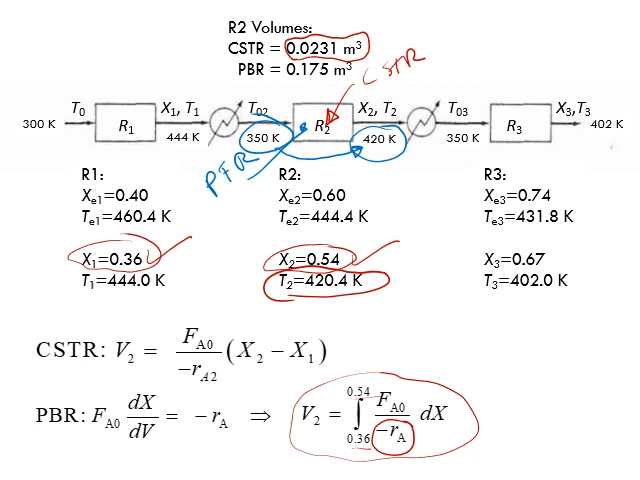 R2 Volumes:
CSTR = 0.0231 m³
PBR = 0.175 m³
CSTR
T₀ X₁, T₁ T₀₂ X₂, T₂ T₀₃ X₃,T₃
300 K R₁ 444 K 350 K R₂ 420 K 350 K R₃ 402 K
PFR
R1: R2: R3:
Xₑ₁=0.40 Xₑ₂=0.60 Xₑ₃=0.74
Tₑ₁=460.4 K Tₑ₂=444.4 K Tₑ₃=431.8 K
X₁=0.36 X₂=0.54 X₃=0.67
T₁=444.0 K T₂=420.4 K T₃=402.0 K
CSTR: V₂ = F_A0 / −r_A2 (X₂ − X₁)
PBR: F_A0 dX/dV = −r_A ⇒ V₂ = ∫_0.36^0.54 F_A0 / −r_A dX